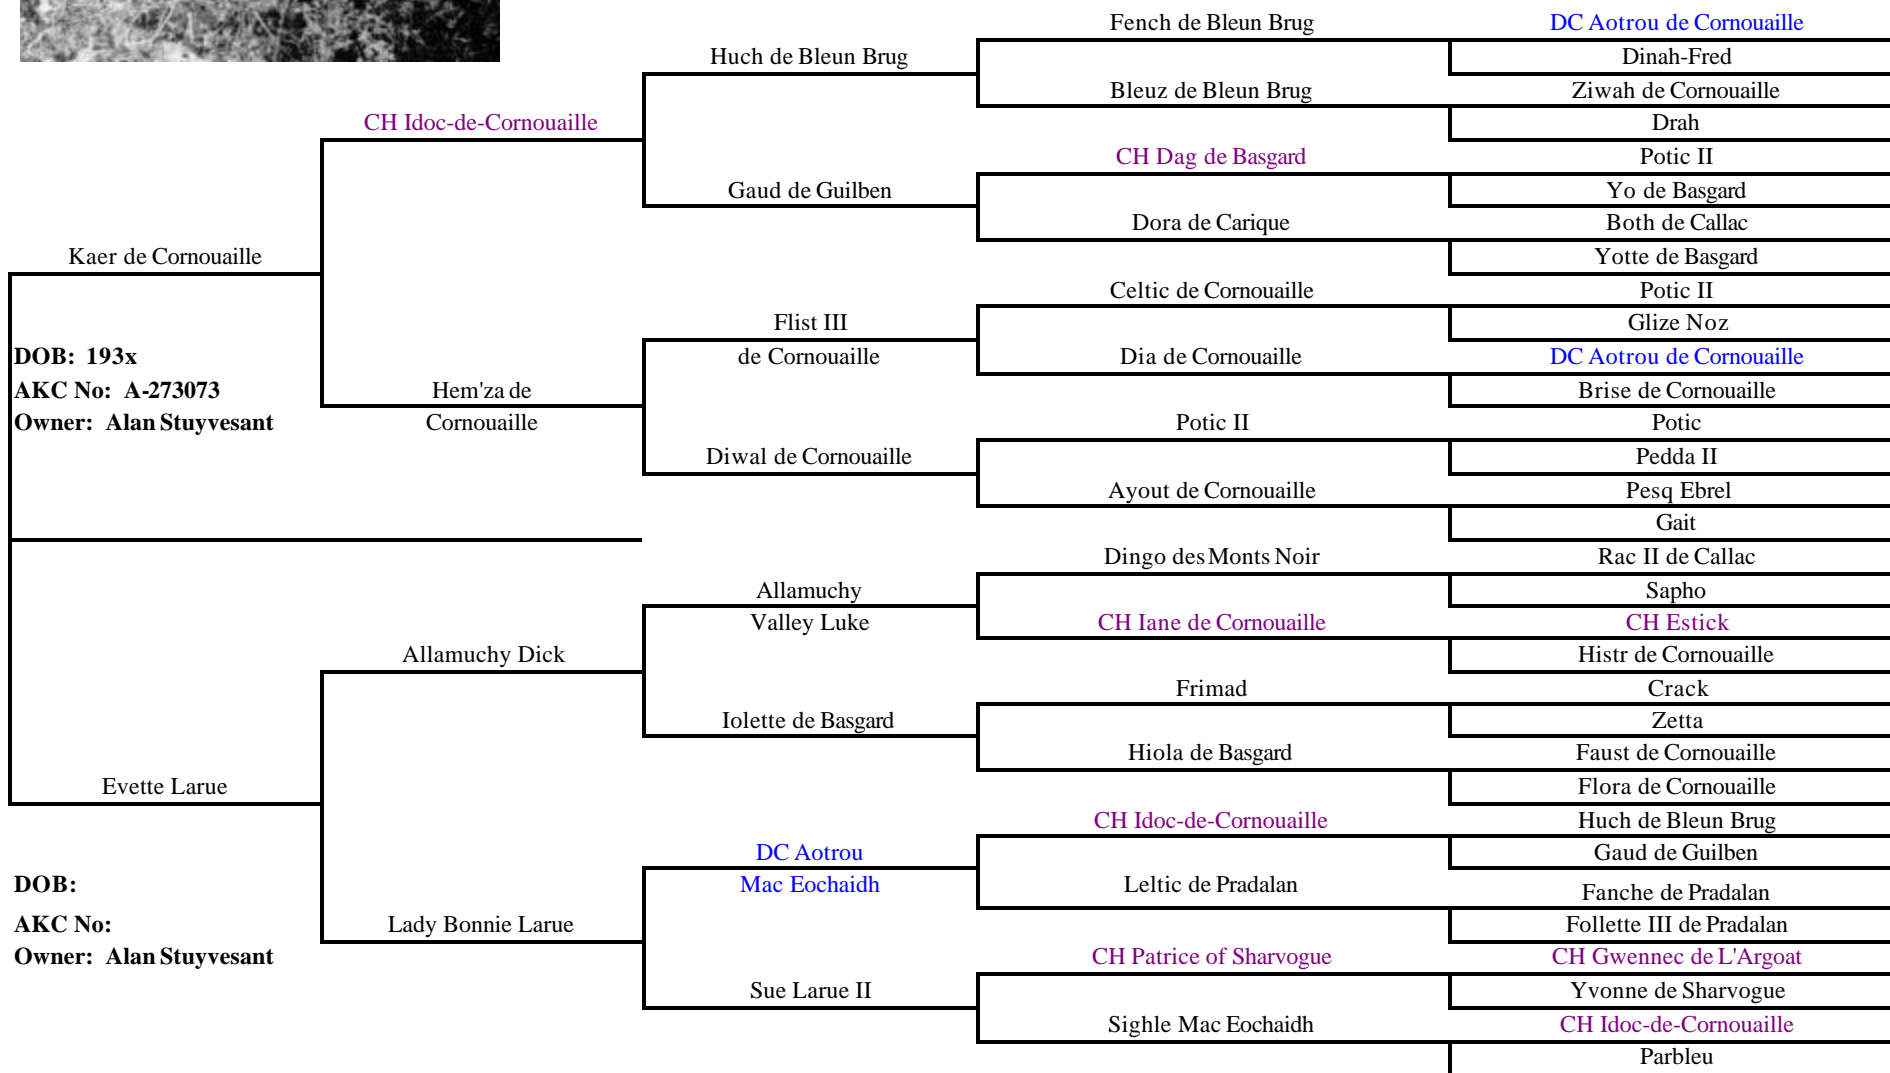 Fench de Bleun Brug
DC Aotrou de Cornouaille
Huch de Bleun Brug
Dinah-Fred
Bleuz de Bleun Brug
Ziwah de Cornouaille
CH Idoc-de-Cornouaille
Drah
CH Dag de Basgard
Potic II
Gaud de Guilben
Yo de Basgard
Dora de Carique
Both de Callac
Kaer de Cornouaille
Yotte de Basgard
Celtic de Cornouaille
Potic II
Flist III
Glize Noz
DOB: 193x
de Cornouaille
Dia de Cornouaille
DC Aotrou de Cornouaille
AKC No: A-273073
Hem'za de
Brise de Cornouaille
Owner: Alan Stuyvesant
Cornouaille
Potic II
Potic
Diwal de Cornouaille
Pedda II
Ayout de Cornouaille
Pesq Ebrel
Gait
Dingo des Monts Noir
Rac II de Callac
Allamuchy
Sapho
Valley Luke
CH Iane de Cornouaille
CH Estick
Allamuchy Dick
Histr de Cornouaille
Frimad
Crack
Iolette de Basgard
Zetta
Hiola de Basgard
Faust de Cornouaille
Evette Larue
Flora de Cornouaille
CH Idoc-de-Cornouaille
Huch de Bleun Brug
DC Aotrou
Gaud de Guilben
DOB:
Mac Eochaidh
Leltic de Pradalan
Fanche de Pradalan
AKC No:
Lady Bonnie Larue
Follette III de Pradalan
Owner: Alan Stuyvesant
CH Patrice of Sharvogue
CH Gwennec de L'Argoat
Sue Larue II
Yvonne de Sharvogue
Sighle Mac Eochaidh
CH Idoc-de-Cornouaille
Parbleu